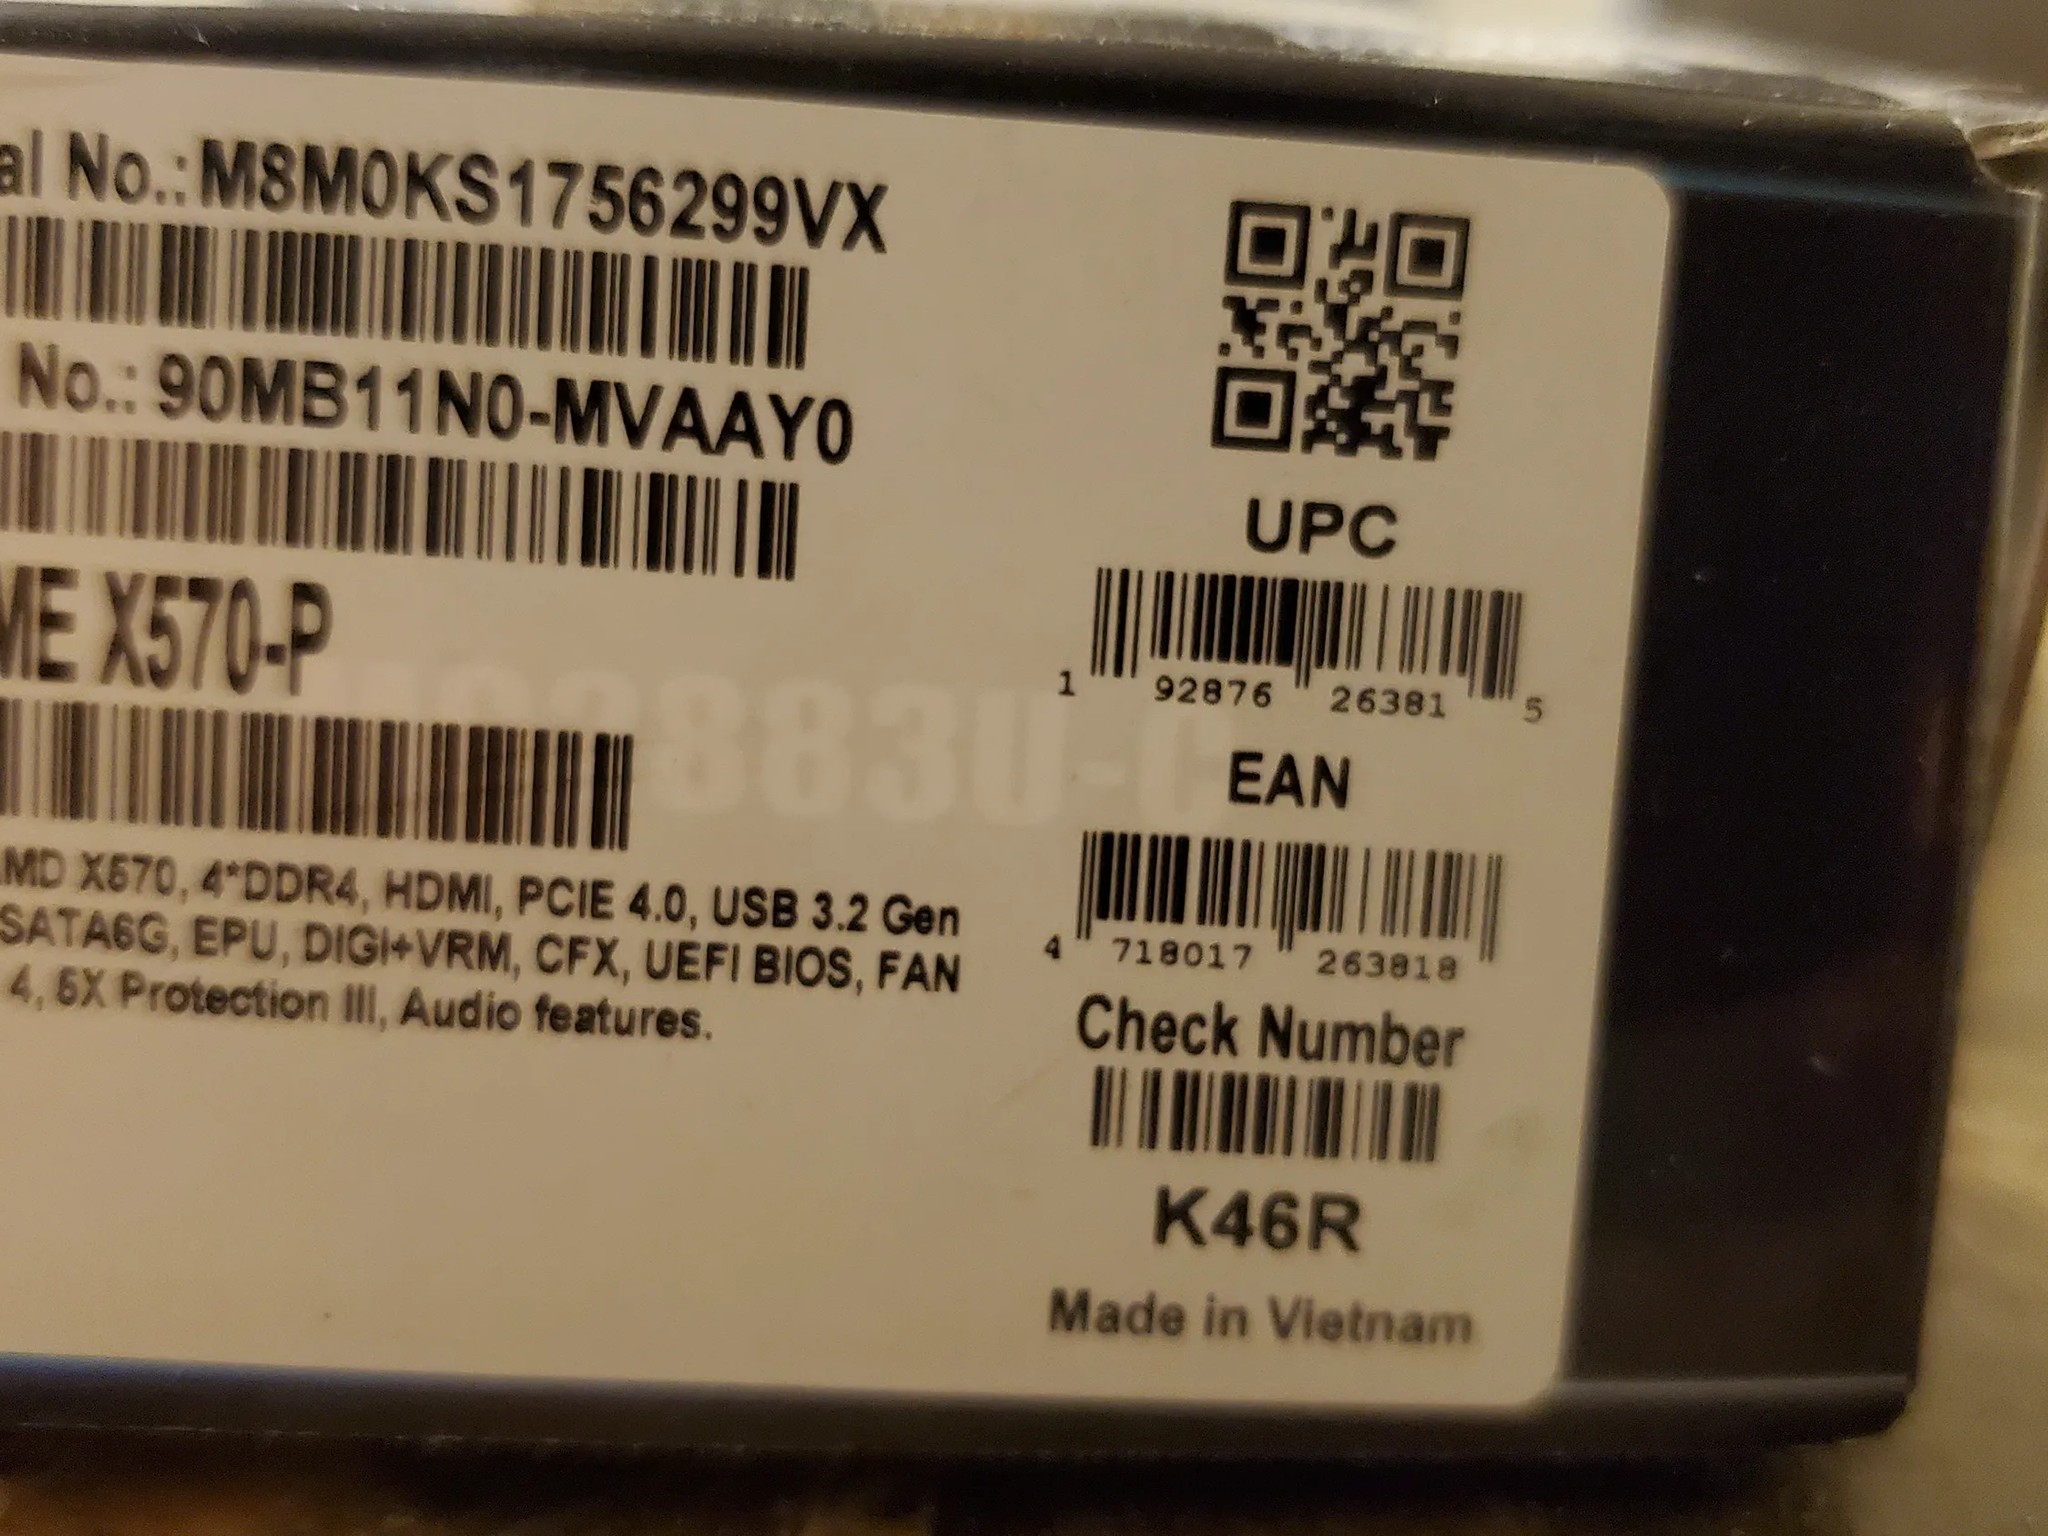 al No.:M8M0KS1756299VX
No.: 90MB11N0-MVAAY0
ME X570-P
MD X570, 4*DDR4, HDMI, PCIE 4.0, USB 3.2 Gen
SATA6G, EPU, DIGI+VRM, CFX, UEFI BIOS, FAN
4, 5X Protection III, Audio features.
UPC
1 92876 26381 5
EAN
4 718017 263818
Check Number
K46R
Made in Vietnam